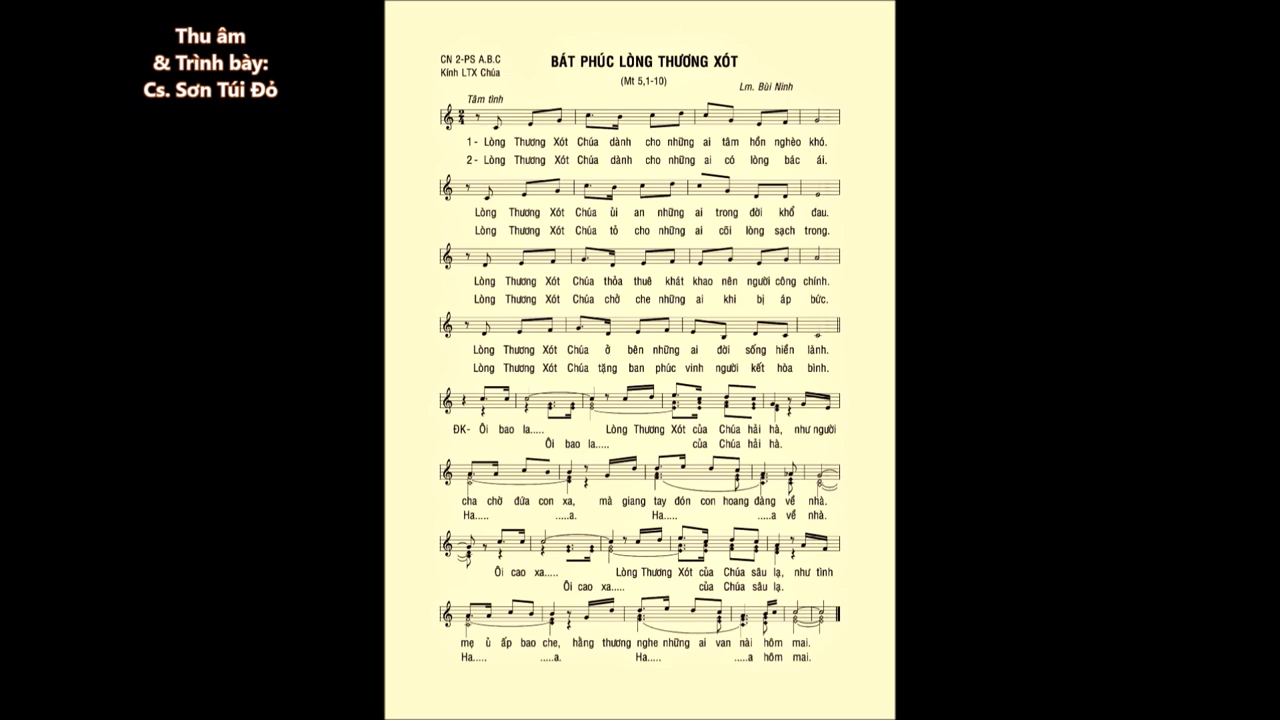 Thu âm
& Trình bày:
Cs. Sơn Túi Đỏ
CN 2-PS A.B.C
Kính LTX Chúa
BÁT PHÚC LÒNG THƯƠNG XÓT
(Mt 5,1-10)
Lm. Bùi Ninh
Tâm tình
1- Lòng Thương Xót Chúa dành cho những ai tâm hồn nghèo khó.
2- Lòng Thương Xót Chúa dành cho những ai có lòng bác ái.
Lòng Thương Xót Chúa ủi an những ai trong đời khổ đau.
Lòng Thương Xót Chúa tỏ cho những ai cõi lòng sạch trong.
Lòng Thương Xót Chúa thỏa thuê khát khao nên người công chính.
Lòng Thương Xót Chúa chở che những ai khi bị áp bức.
Lòng Thương Xót Chúa ở bên những ai đời sống hiền lành.
Lòng Thương Xót Chúa tặng ban phúc vinh người kết hòa bình.
ĐK- Ôi bao la..... Lòng Thương Xót của Chúa hải hà, như người
Ôi bao la..... của Chúa hải hà.
cha chờ đứa con xa, mà giang tay đón con hoang đàng về nhà.
Ha..... .....a. Ha..... .....a về nhà.
Ôi cao xa..... Lòng Thương Xót của Chúa sâu lạ, như tình
Ôi cao xa..... của Chúa sâu lạ.
mẹ ủ ấp bao che, hằng thương nghe những ai van nài hôm mai.
Ha..... .....a. Ha..... .....a hôm mai.